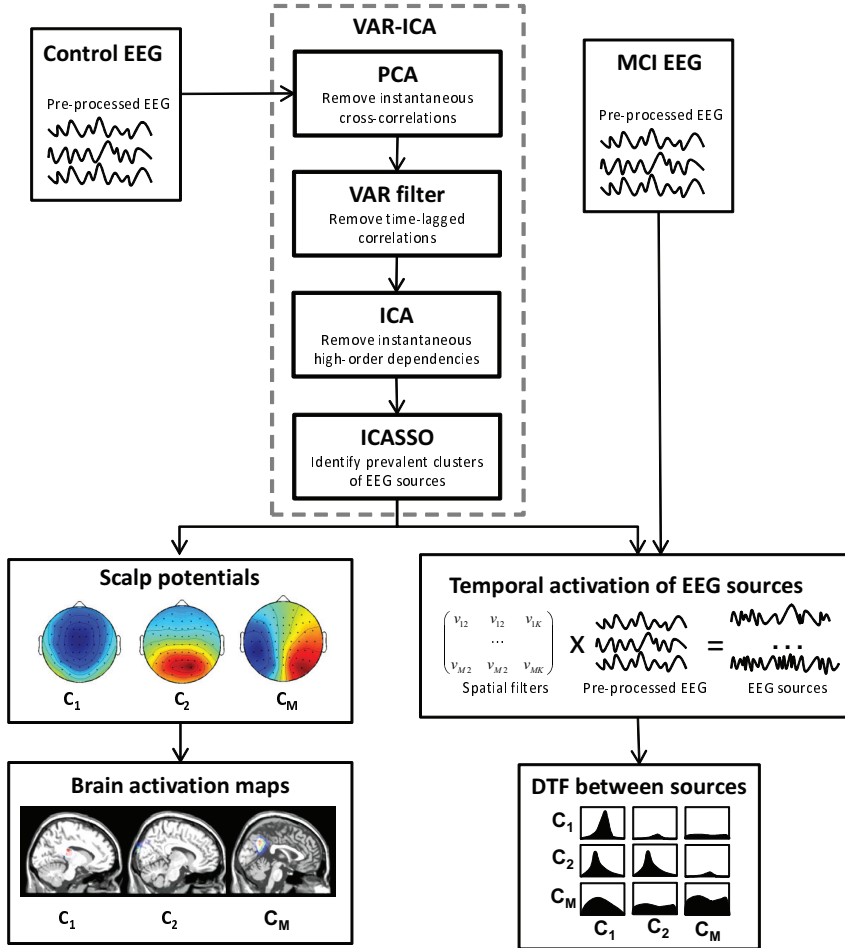 VAR-ICA
Control EEG
Pre-processed EEG
PCA
Remove instantaneous
cross-correlations
MCI EEG
Pre-processed EEG
VAR filter
Remove time-lagged
correlations
ICA
Remove instantaneous
high-order dependencies
ICASSO
Identify prevalent clusters
of EEG sources
Scalp potentials
C1 C2 CM
Temporal activation of EEG sources
v12 v12 v1K
...
vM2 vM2 vMK
X = ...
Spatial filters Pre-processed EEG EEG sources
Brain activation maps
C1 C2 CM
DTF between sources
C1
C2
CM
C1 C2 CM